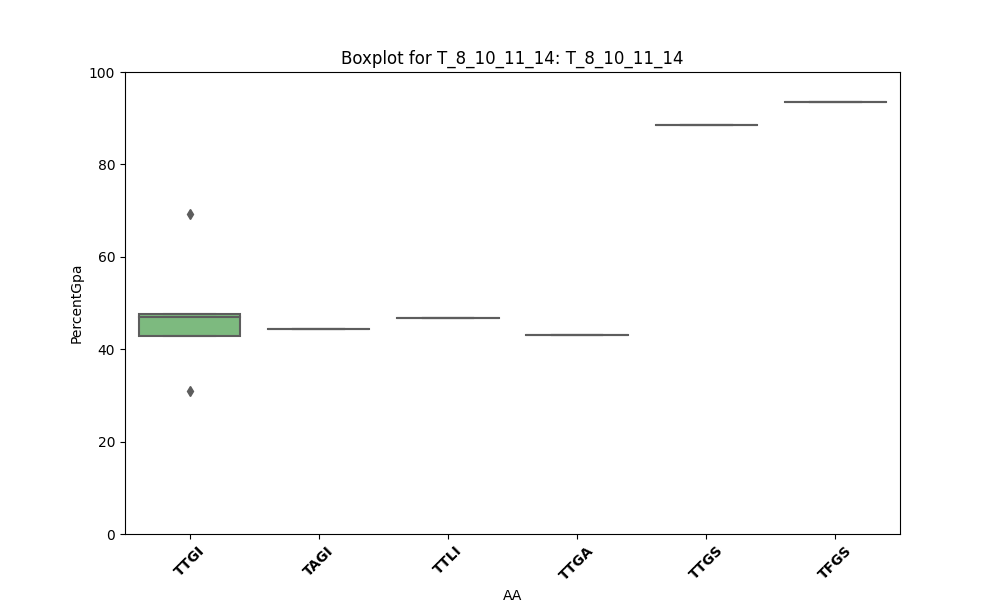 Boxplot for T_8_10_11_14: T_8_10_11_14
100
80
60
40
20
0
PercentGpa
TTGI
TAGI
TTLI
TTGA
TTGS
TFGS
AA